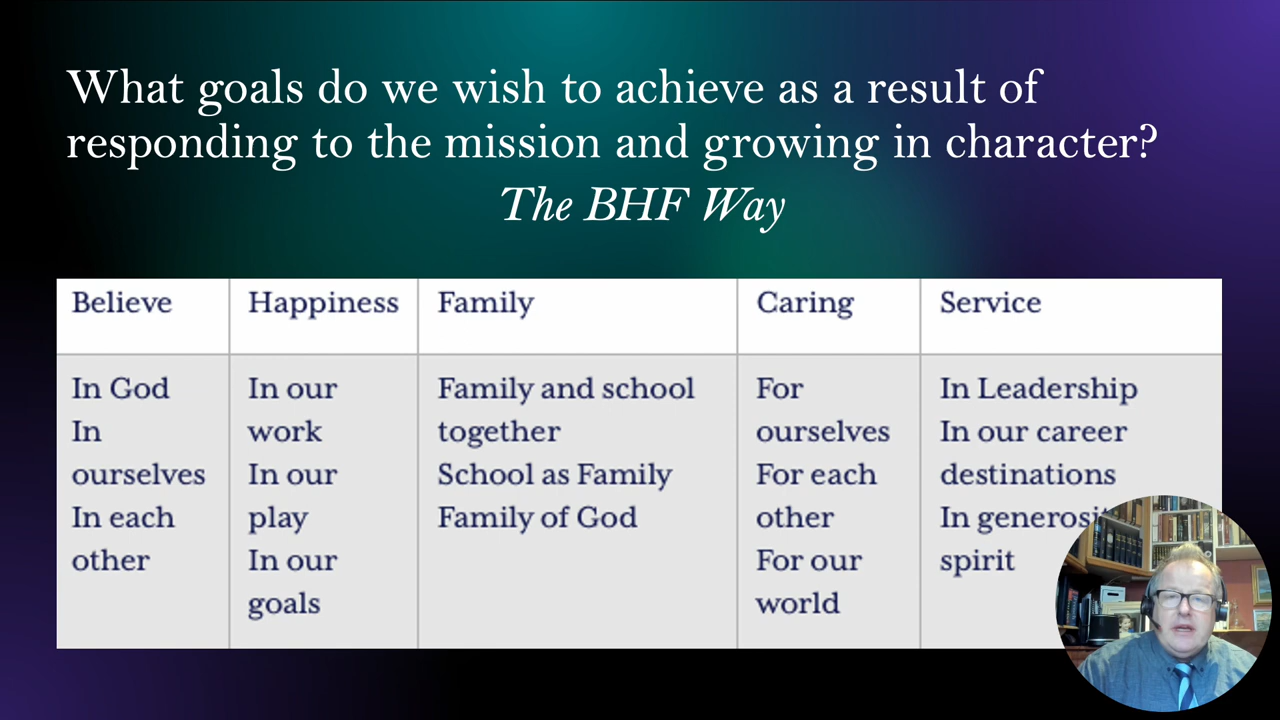 What goals do we wish to achieve as a result of
responding to the mission and growing in character?
The BHF Way
Believe
Happiness
Family
Caring
Service
In God
In
ourselves
In each
other
In our
work
In our
play
In our
goals
Family and school
together
School as Family
Family of God
For
ourselves
For each
other
For our
world
In Leadership
In our career
destinations
In
spirit